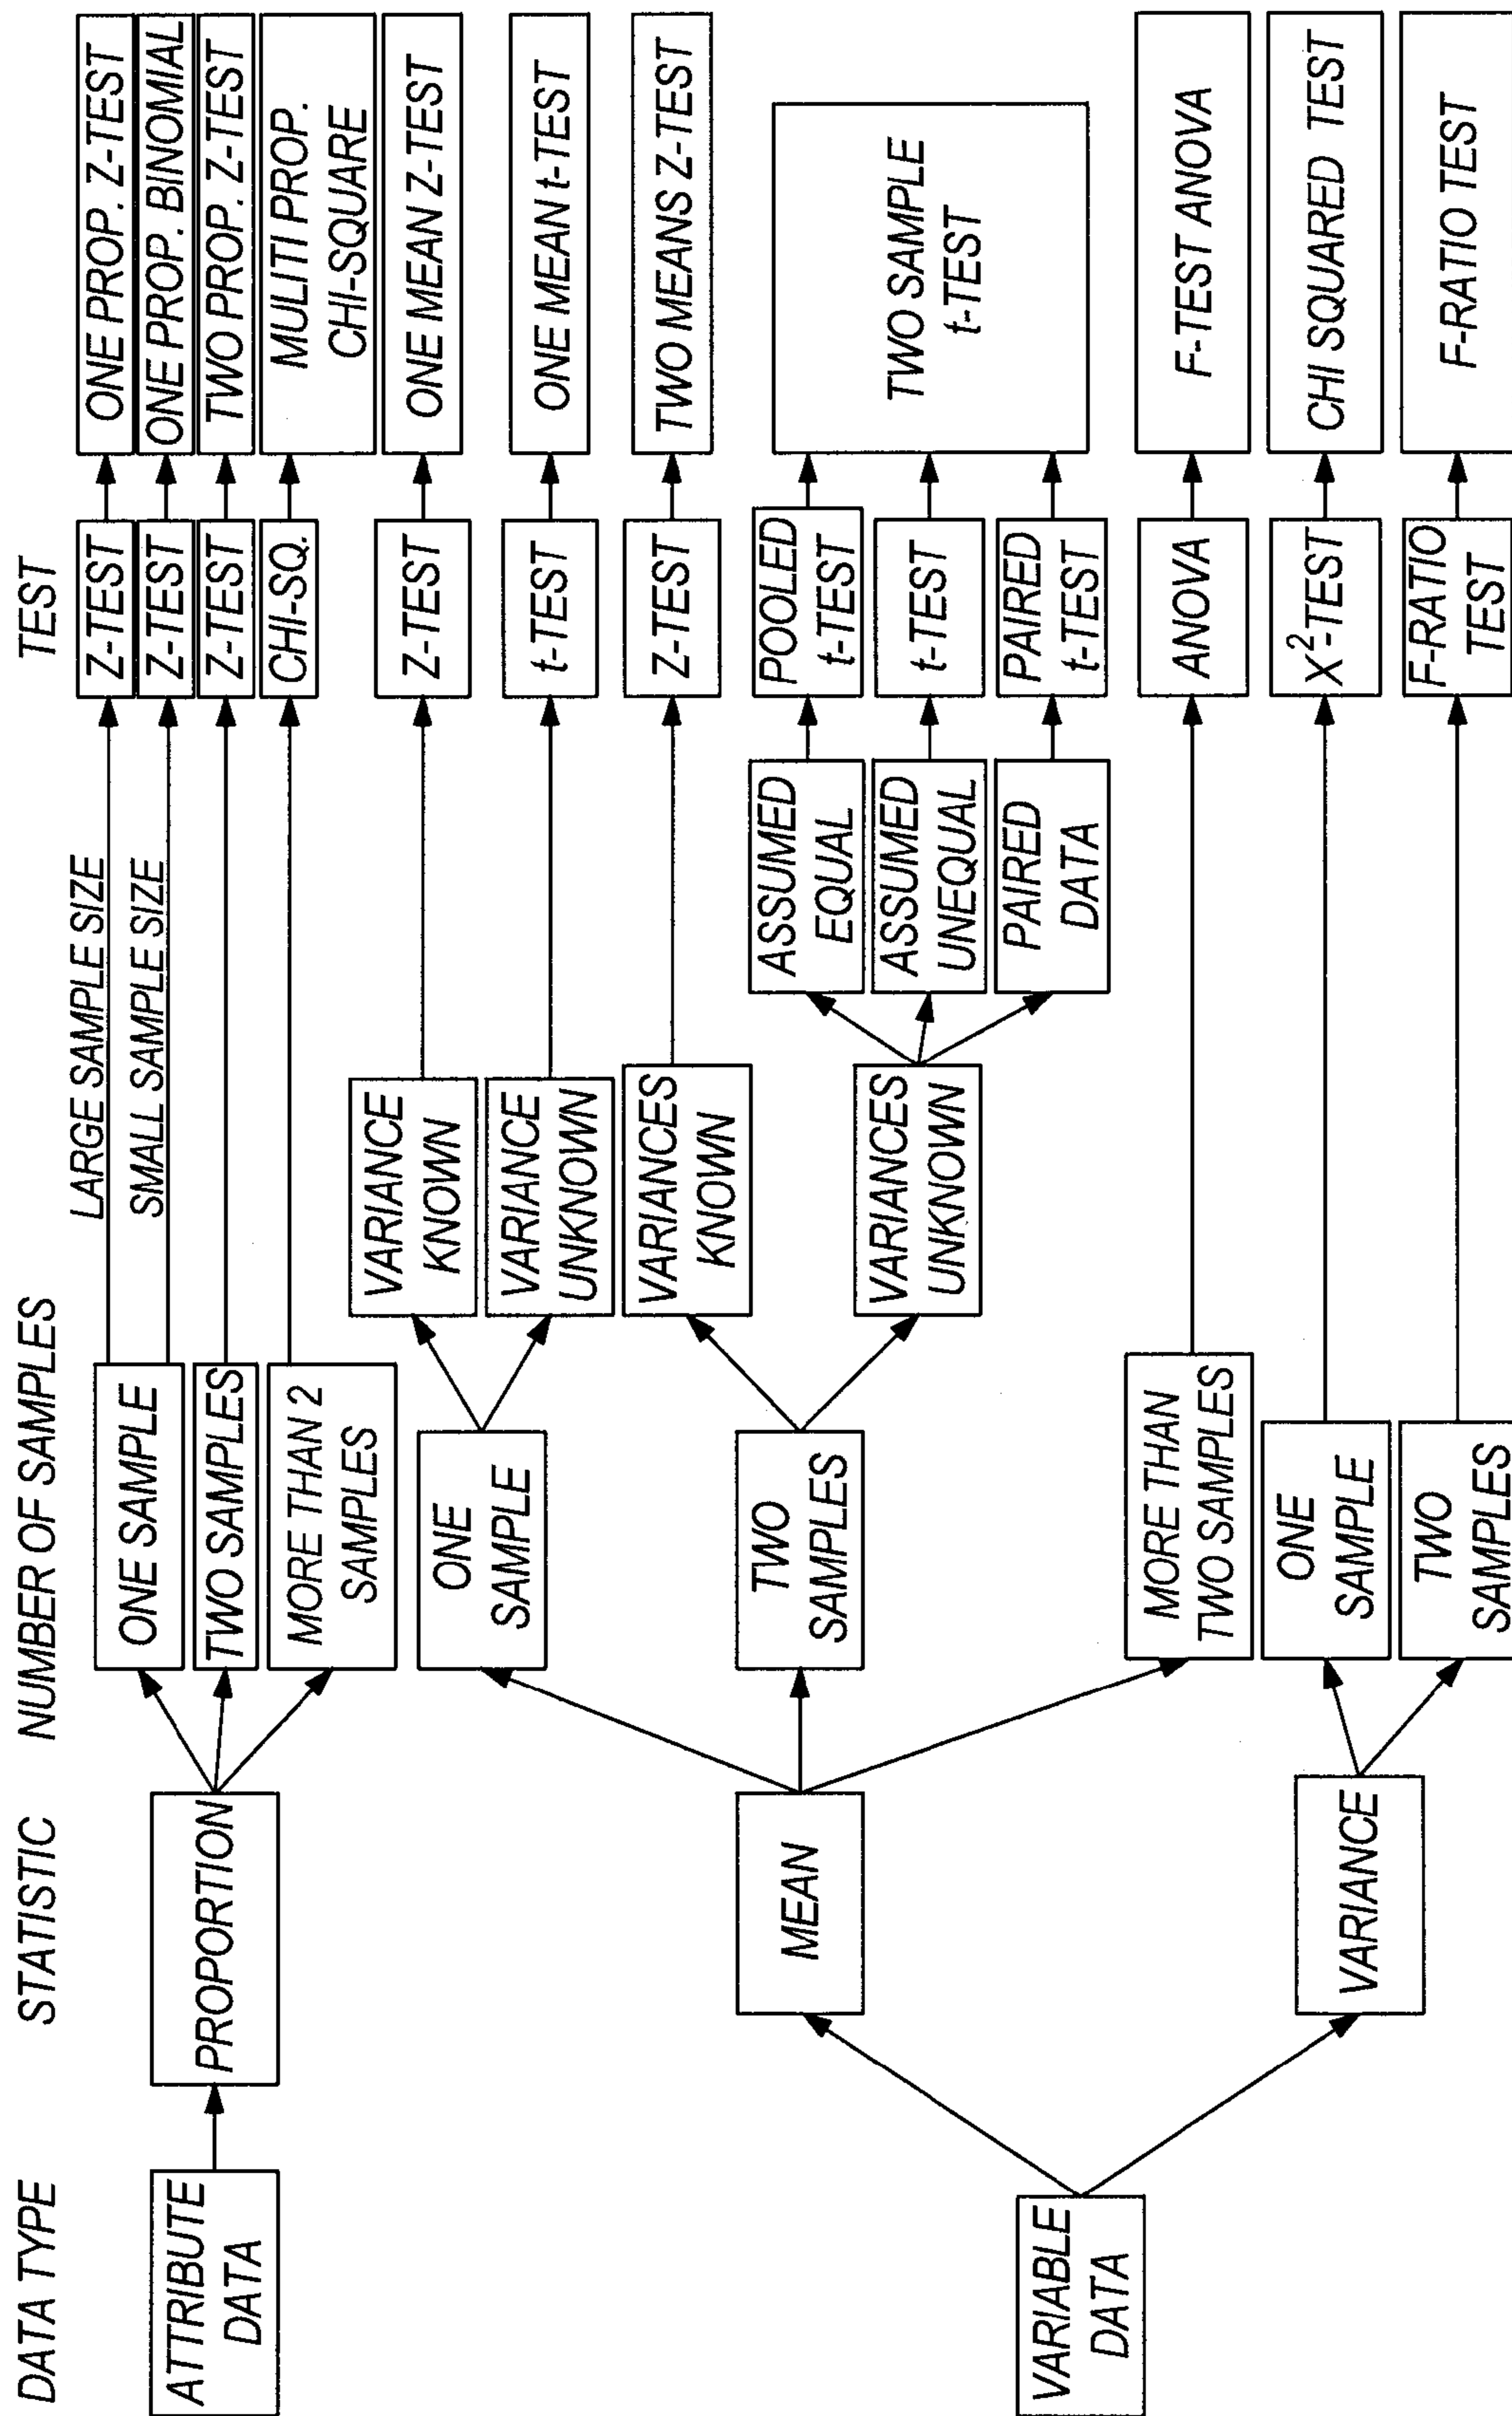 DATA TYPE
STATISTIC
NUMBER OF SAMPLES
TEST
ATTRIBUTE
DATA
PROPORTION
ONE SAMPLE
LARGE SAMPLE SIZE
Z-TEST
ONE PROP. Z-TEST
SMALL SAMPLE SIZE
Z-TEST
ONE PROP. BINOMIAL
TWO SAMPLES
Z-TEST
TWO PROP. Z-TEST
MORE THAN 2
SAMPLES
CHI-SQ.
MULITI PROP.
CHI-SQUARE
VARIABLE
DATA
MEAN
ONE
SAMPLE
VARIANCE
KNOWN
Z-TEST
ONE MEAN Z-TEST
VARIANCE
UNKNOWN
t-TEST
ONE MEAN t-TEST
TWO
SAMPLES
VARIANCES
KNOWN
Z-TEST
TWO MEANS Z-TEST
VARIANCES
UNKNOWN
ASSUMED
EQUAL
POOLED
t-TEST
ASSUMED
UNEQUAL
t-TEST
PAIRED
DATA
PAIRED
t-TEST
TWO SAMPLE
t-TEST
MORE THAN
TWO SAMPLES
ANOVA
F-TEST ANOVA
VARIANCE
ONE
SAMPLE
X²-TEST
CHI SQUARED TEST
TWO
SAMPLES
F-RATIO
TEST
F-RATIO TEST